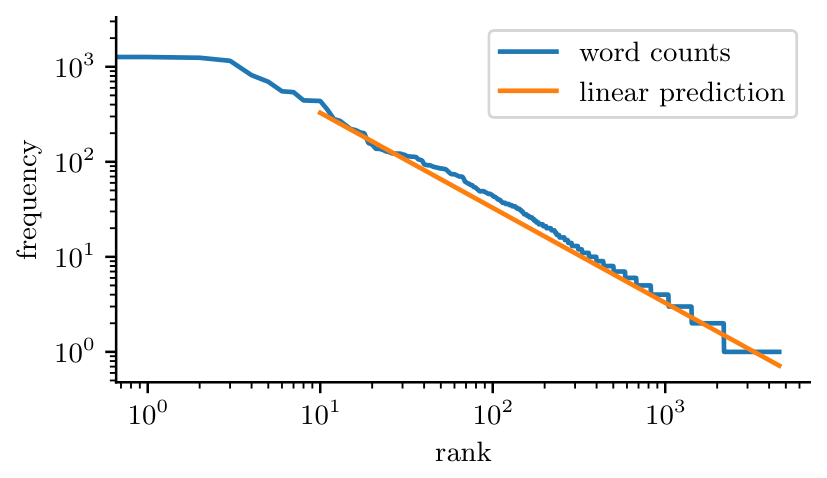 word counts
linear prediction
frequency
10³
10²
10¹
10⁰
10⁰ 10¹ 10² 10³
rank